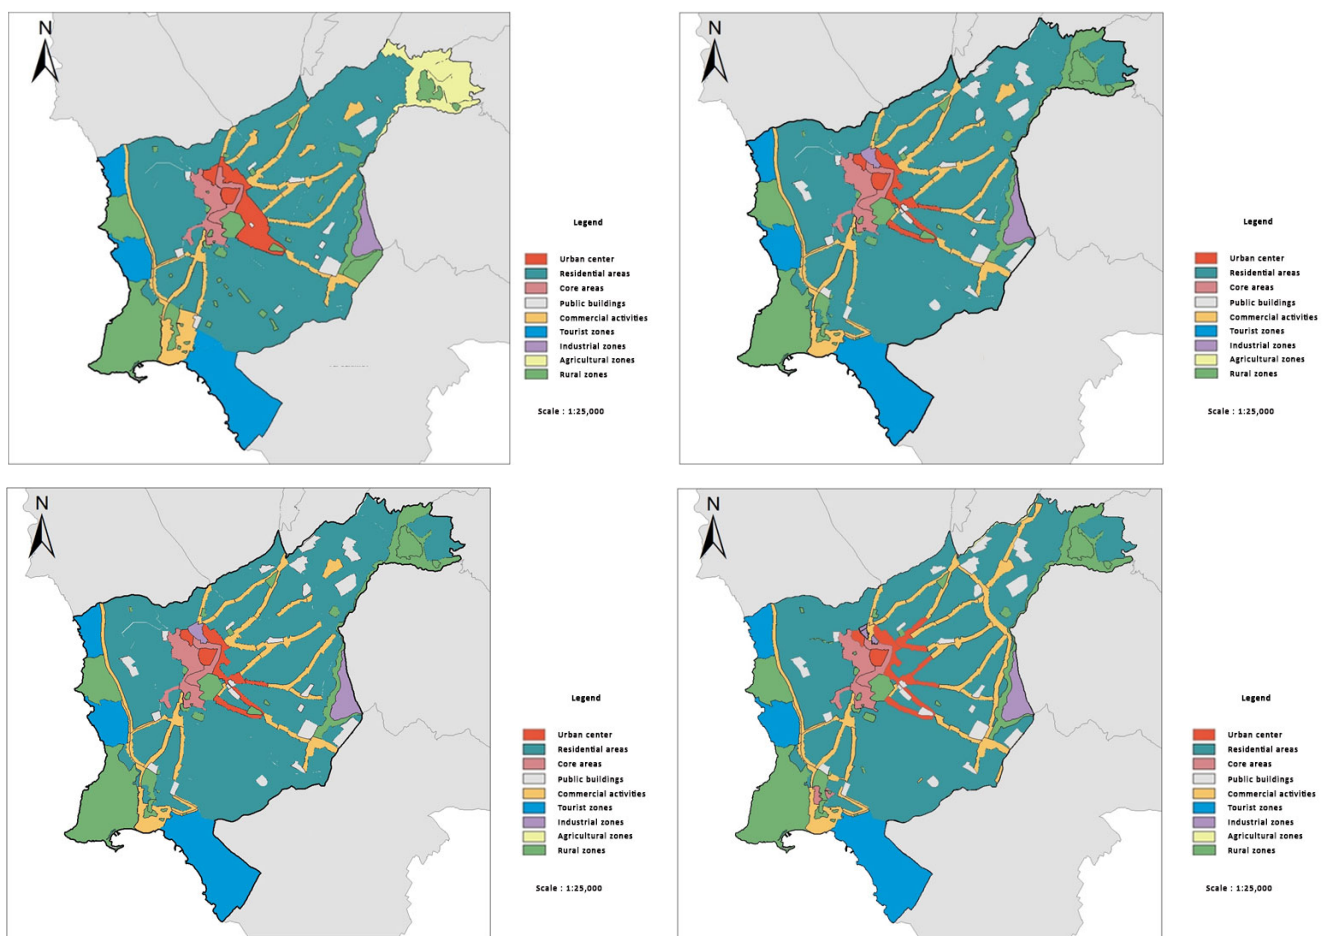 N
Legend
Urban center
Residential areas
Core areas
Public buildings
Commercial activities
Tourist zones
Industrial zones
Agricultural zones
Rural zones
Scale : 1:25,000
N
Legend
Urban center
Residential areas
Core areas
Public buildings
Commercial activities
Tourist zones
Industrial zones
Agricultural zones
Rural zones
Scale : 1:25,000
N
Legend
Urban center
Residential areas
Core areas
Public buildings
Commercial activities
Tourist zones
Industrial zones
Agricultural zones
Rural zones
Scale : 1:25,000
N
Legend
Urban center
Residential areas
Core areas
Public buildings
Commercial activities
Tourist zones
Industrial zones
Agricultural zones
Rural zones
Scale : 1:25,000